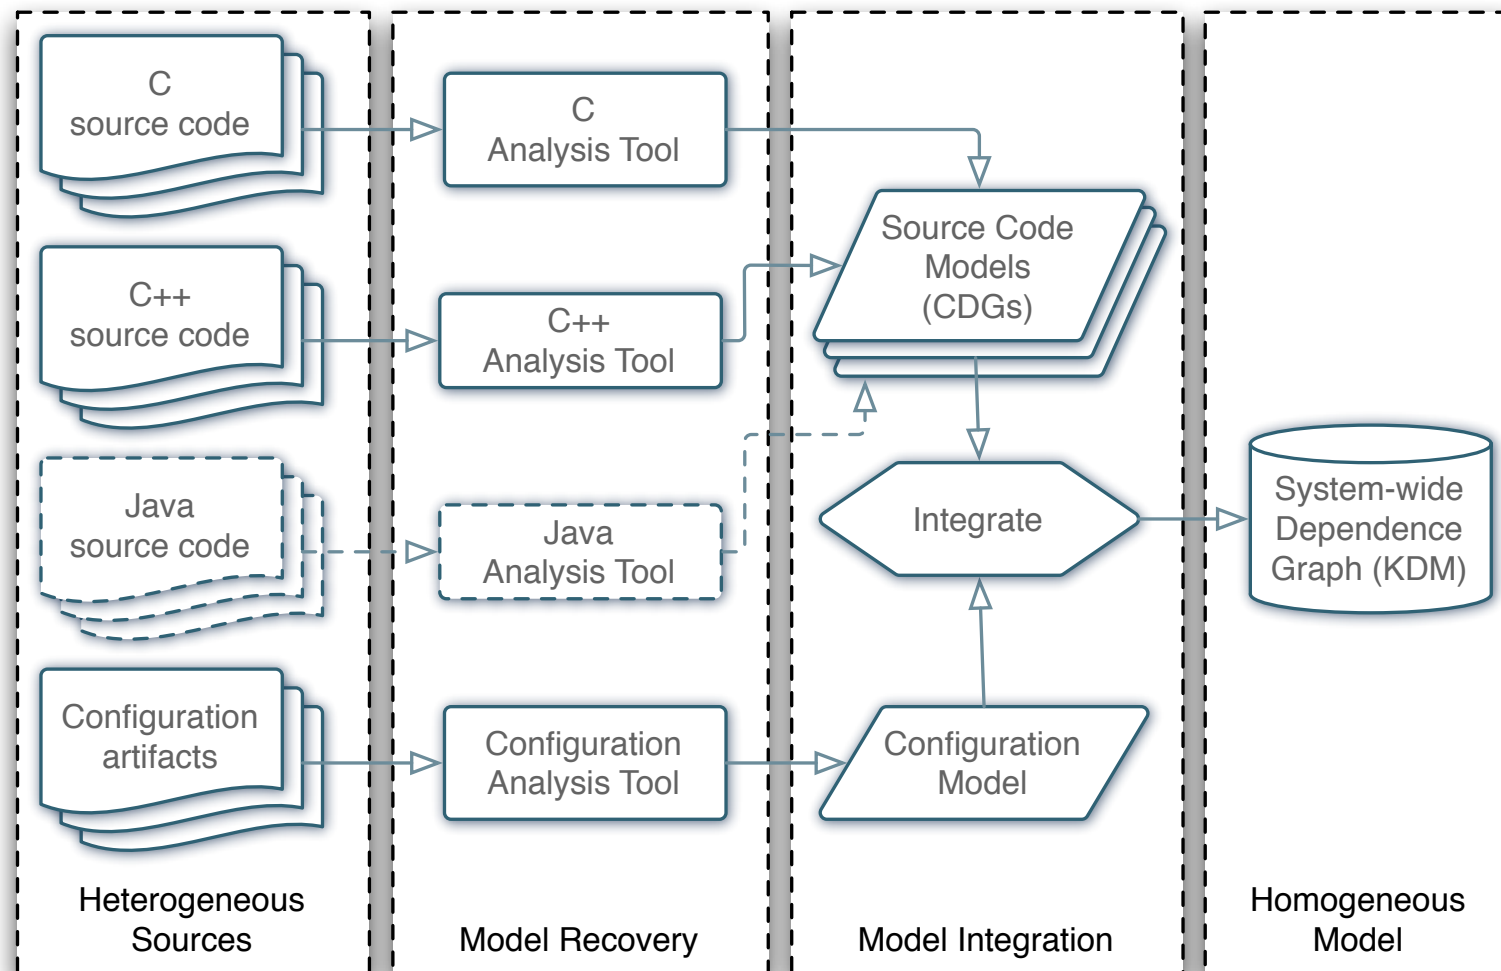 C
source code
C
Analysis Tool
Source Code
Models
(CDGs)
C++
source code
C++
Analysis Tool
Java
source code
Java
Analysis Tool
Integrate
System-wide
Dependence
Graph (KDM)
Configuration
artifacts
Configuration
Analysis Tool
Configuration
Model
Heterogeneous
Sources
Model Recovery
Model Integration
Homogeneous
Model